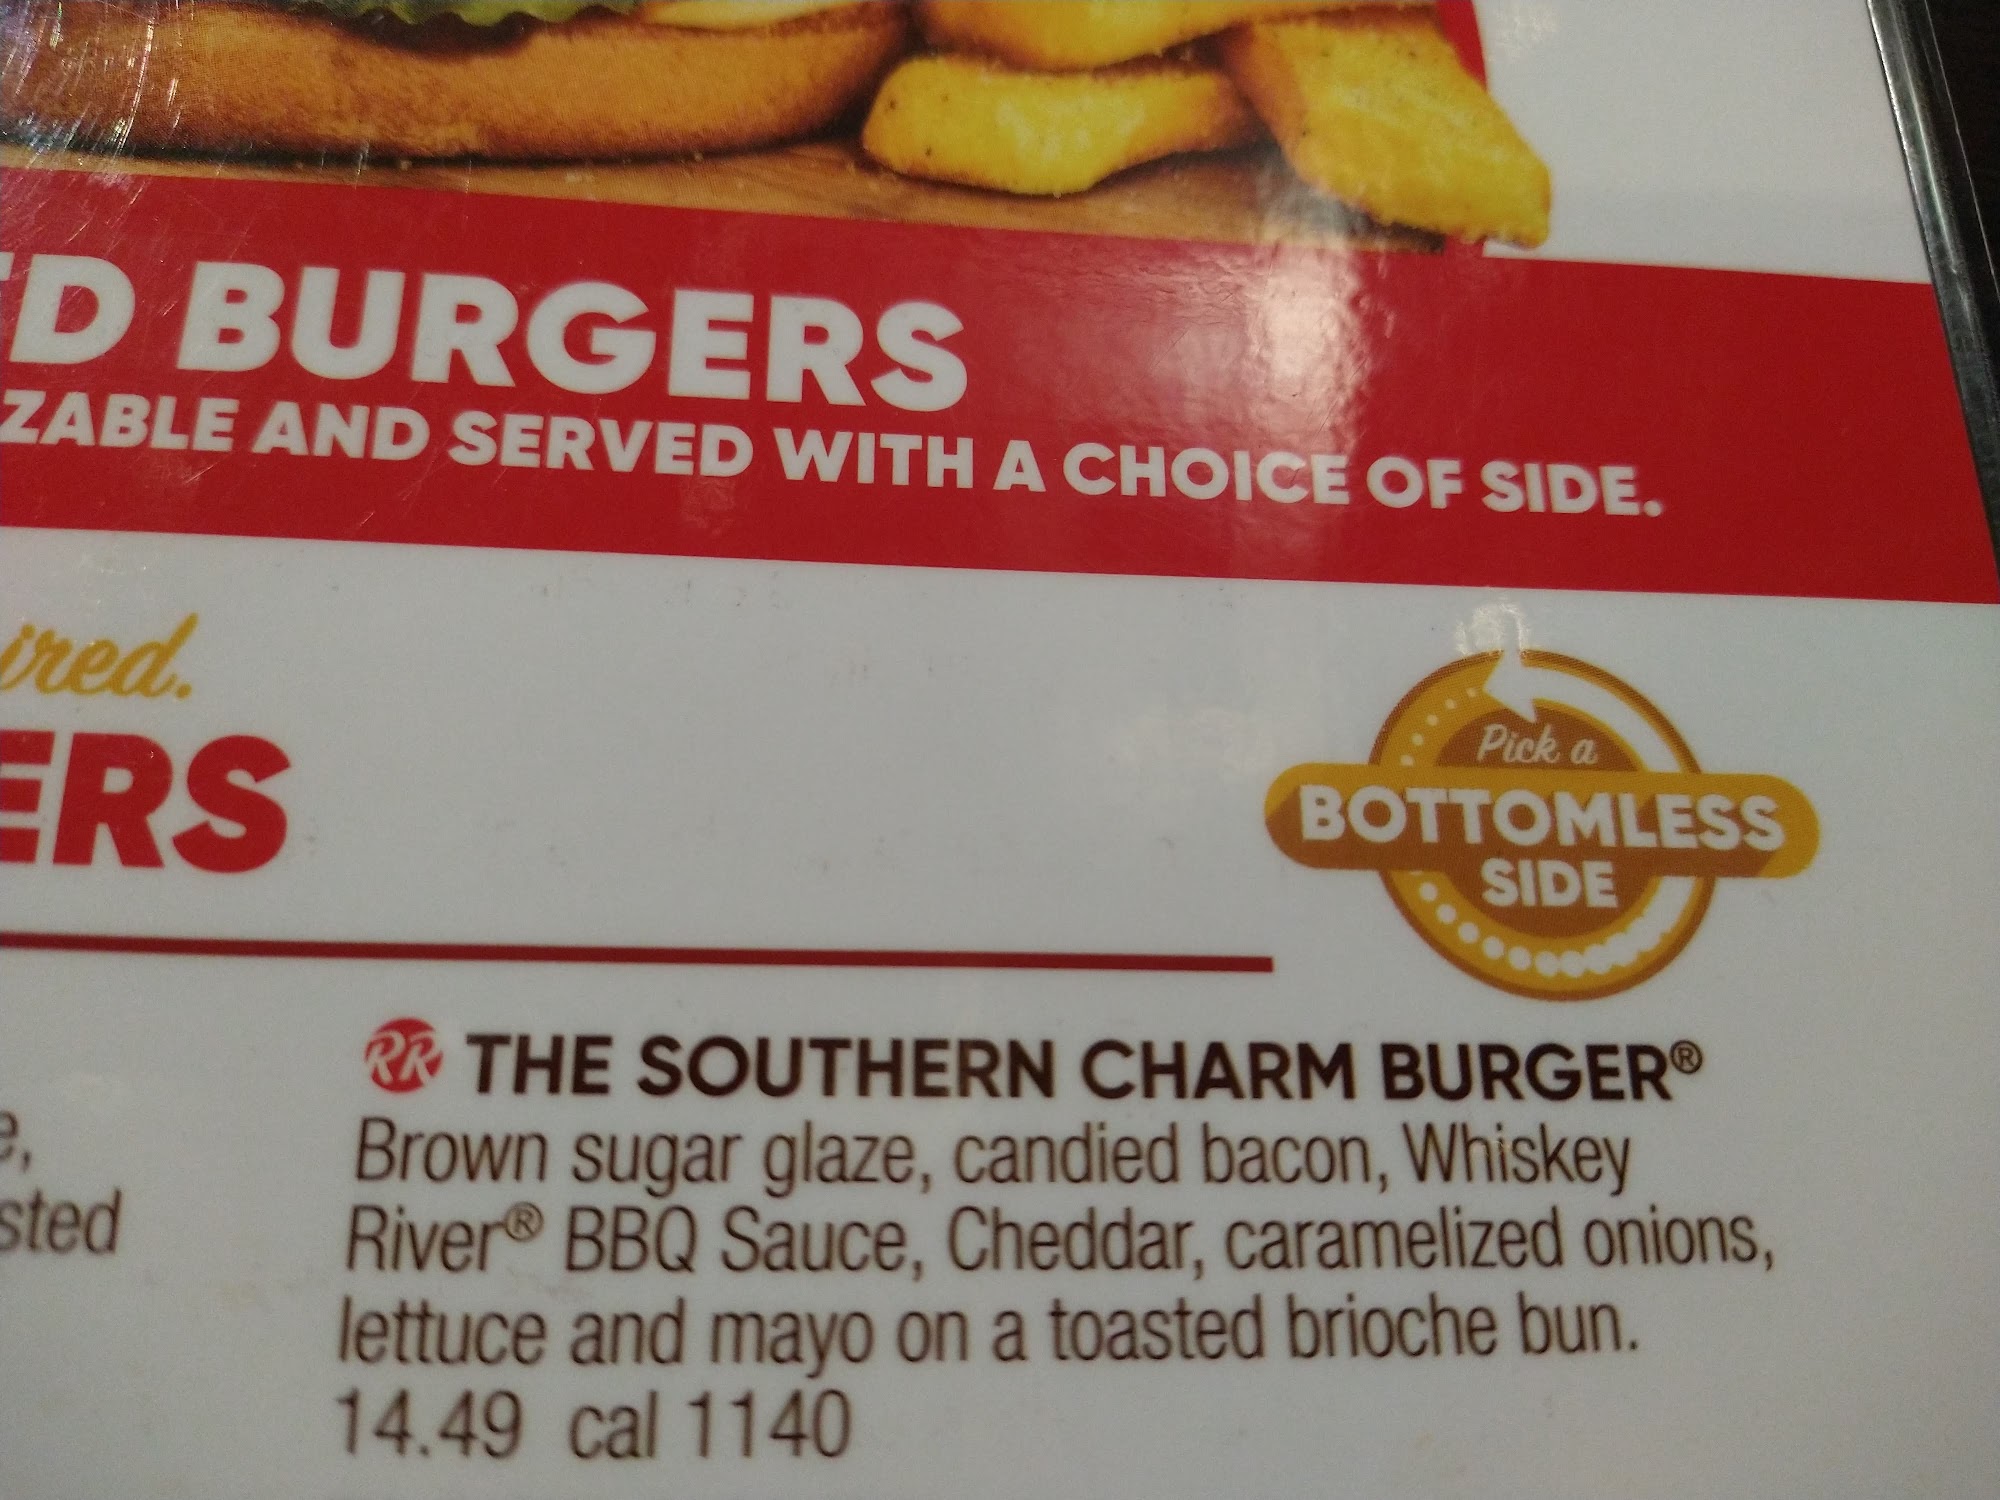 D BURGERS
ZABLE AND SERVED WITH A CHOICE OF SIDE.
ired.
ERS
Pick a
BOTTOMLESS
SIDE
RR THE SOUTHERN CHARM BURGER®
Brown sugar glaze, candied bacon, Whiskey
River® BBQ Sauce, Cheddar, caramelized onions,
lettuce and mayo on a toasted brioche bun.
14.49 cal 1140
e,
sted